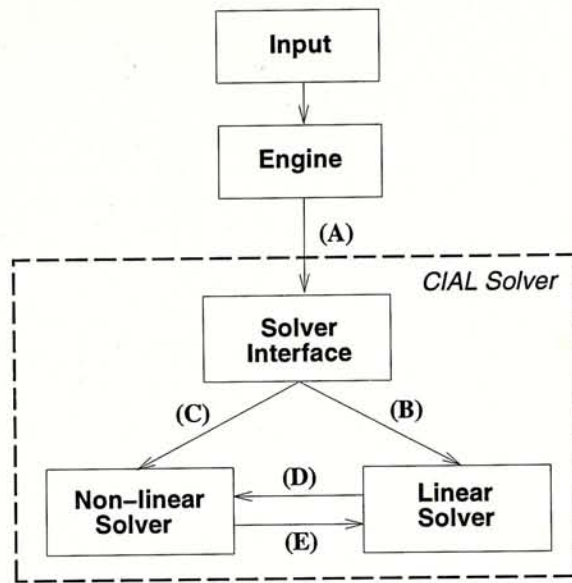 Input
Engine
(A)
CIAL Solver
Solver
Interface
(C)
(B)
Non-linear
Solver
(D)
Linear
Solver
(E)